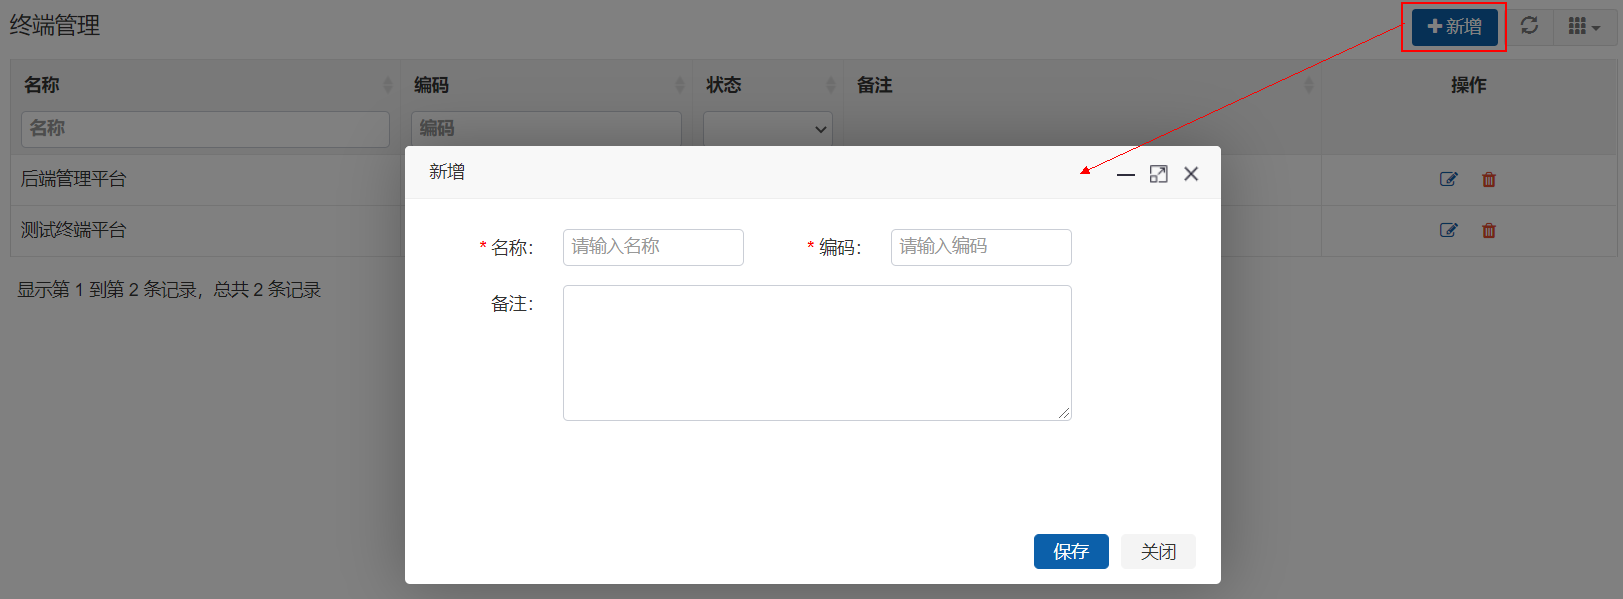 终端管理
新增
名称 编码 状态 备注 操作
名称 编码
后端管理平台
测试终端平台
显示第 1 到第 2 条记录，总共 2 条记录
新增
* 名称： 请输入名称 * 编码： 请输入编码
备注：
保存 关闭